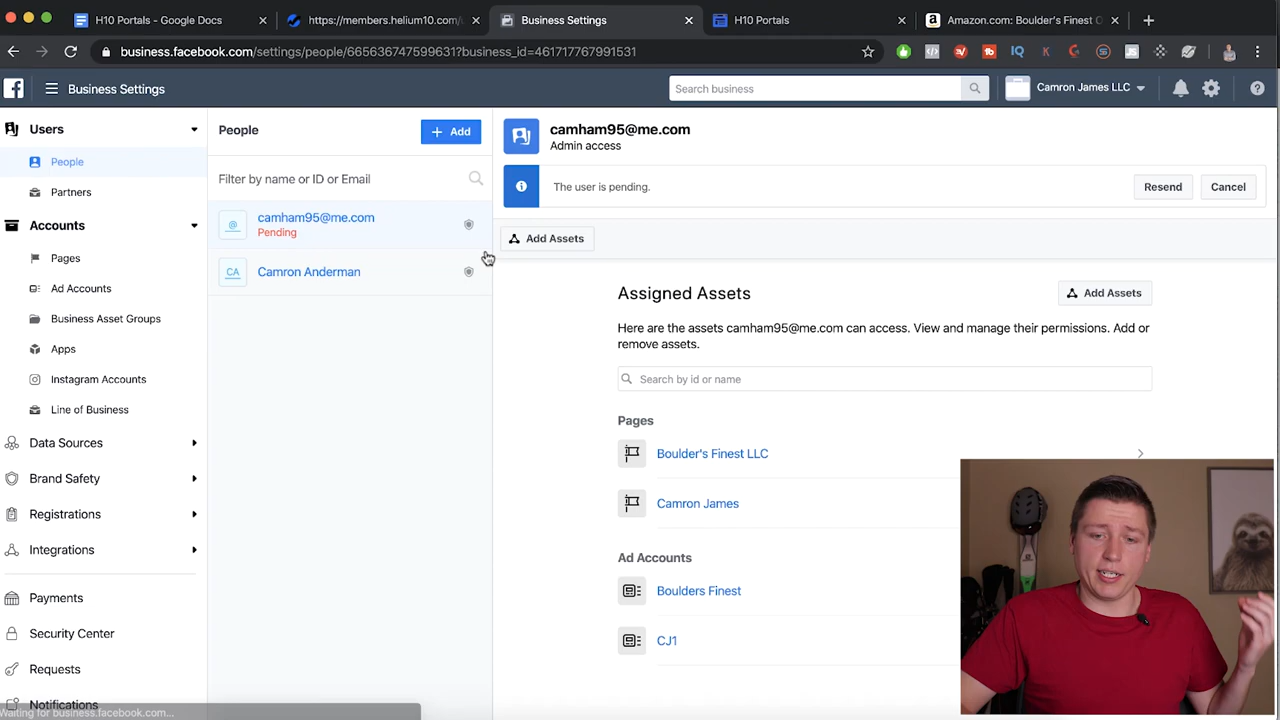 H10 Portals - Google Docs
https://members.helium10.com/
Business Settings
H10 Portals
Amazon.com: Boulder's Finest
business.facebook.com/settings/people/665636747599631?business_id=461717767991531
Business Settings
Search business
Camron James LLC
Users
People
Partners
Accounts
Pages
Ad Accounts
Business Asset Groups
Apps
Instagram Accounts
Line of Business
Data Sources
Brand Safety
Registrations
Integrations
Payments
Security Center
Requests
Notifications
Waiting for business.facebook.com...
People
+ Add
Filter by name or ID or Email
@
camham95@me.com
Pending
CA
Camron Anderman
camham95@me.com
Admin access
The user is pending.
Resend
Cancel
Add Assets
Assigned Assets
Add Assets
Here are the assets camham95@me.com can access. View and manage their permissions. Add or
remove assets.
Search by id or name
Pages
Boulder's Finest LLC
Camron James
Ad Accounts
Boulders Finest
CJ1